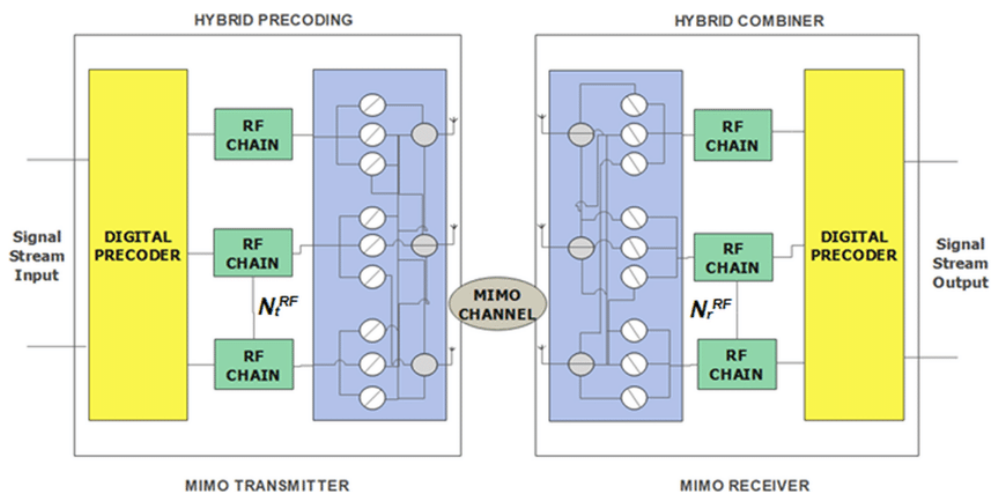 HYBRID PRECODING
HYBRID COMBINER
RF
CHAIN
RF
CHAIN
Signal
Stream
Input
DIGITAL
PRECODER
RF
CHAIN
N_t^RF
RF
CHAIN
MIMO
CHANNEL
RF
CHAIN
N_r^RF
RF
CHAIN
DIGITAL
PRECODER
Signal
Stream
Output
MIMO TRANSMITTER
MIMO RECEIVER